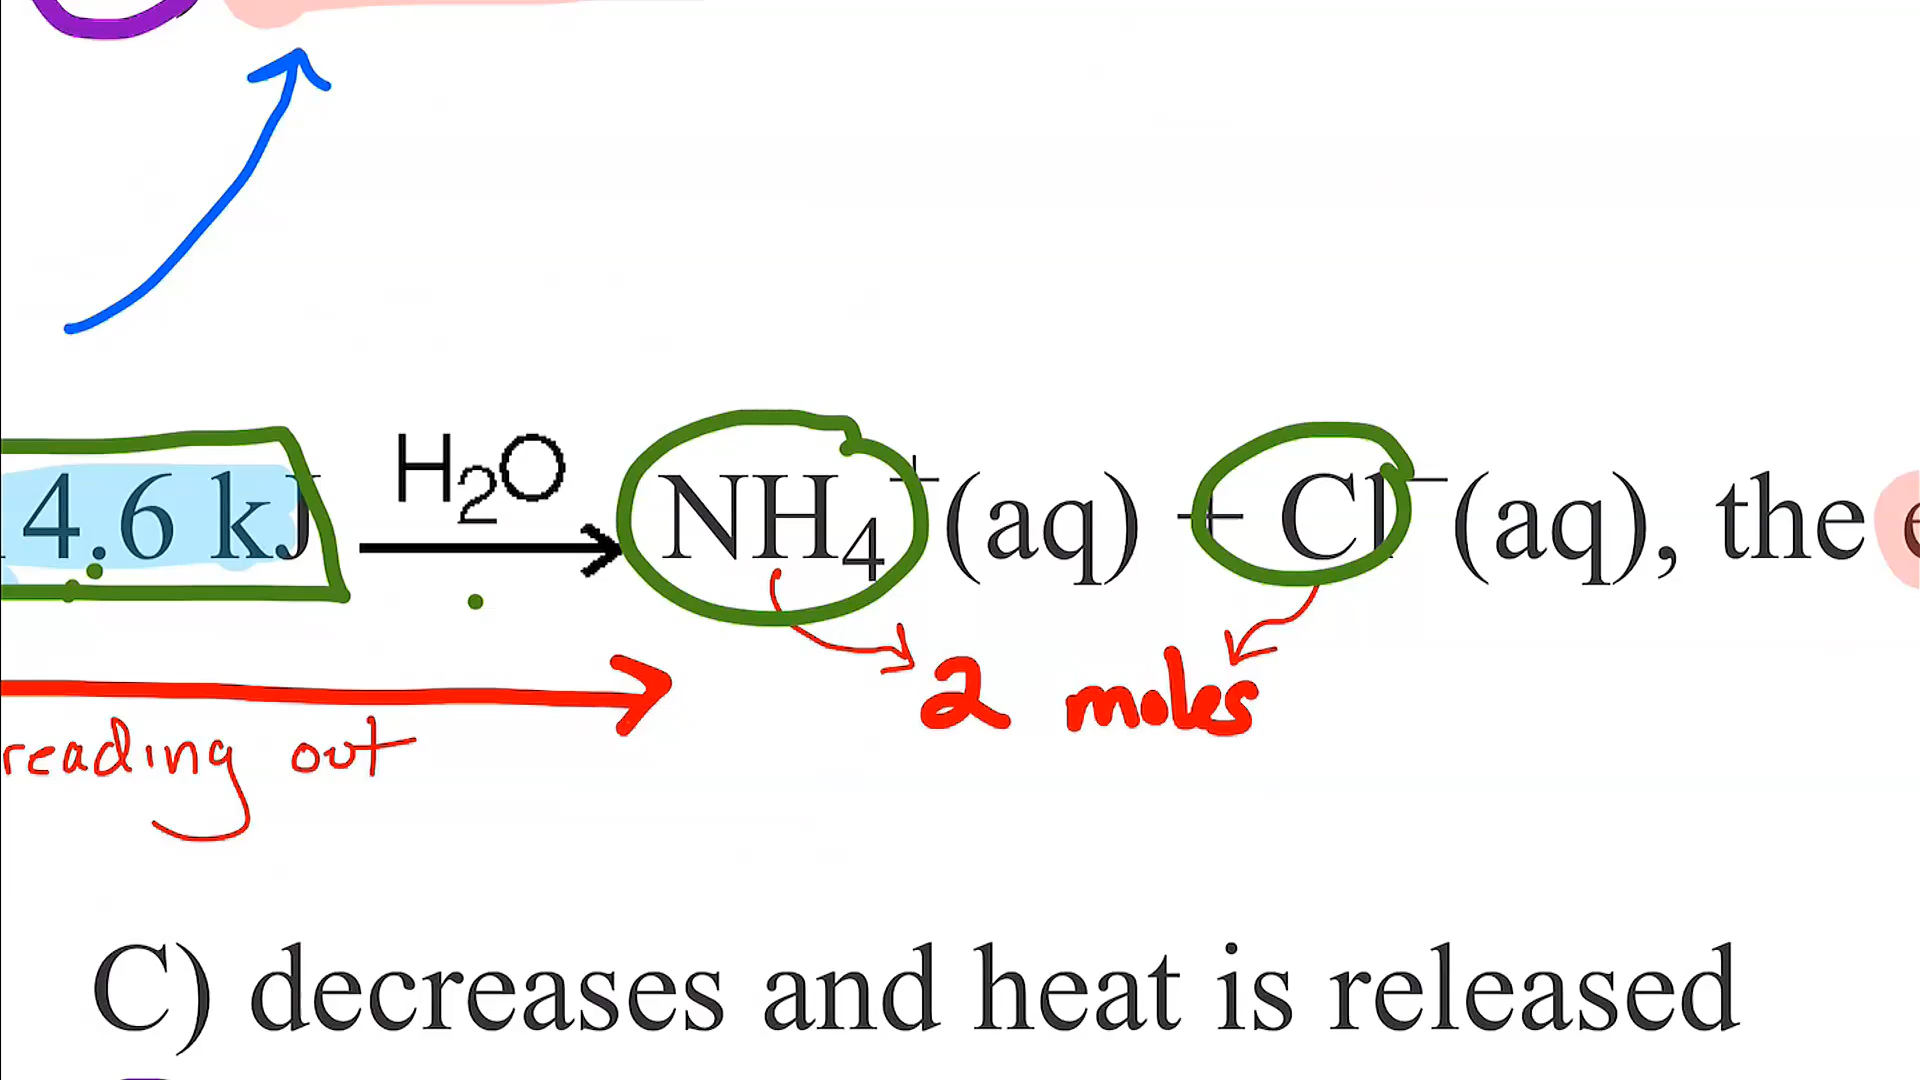 4.6 kJ H₂O NH₄⁺(aq) + Cl⁻(aq), the
2 moles
reading out
C) decreases and heat is released